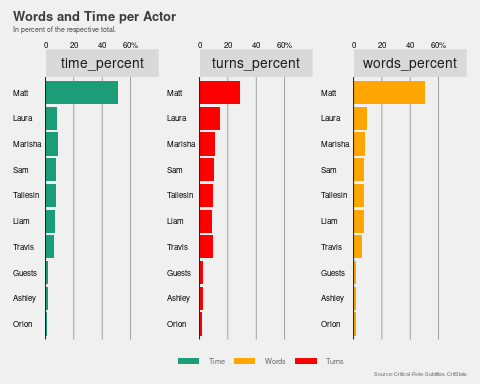 Words and Time per Actor
In percent of the respective total.
0 20 40 60% 0 20 40 60% 0 20 40 60%
time_percent turns_percent words_percent
Matt Matt Matt
Laura Laura Laura
Marisha Marisha Marisha
Sam Sam Sam
Taliesin Taliesin Taliesin
Liam Liam Liam
Travis Travis Travis
Guests Guests Guests
Ashley Ashley Ashley
Orion Orion Orion
Time Words Turns
Source: Critical-Role-Subtitles, CritStats